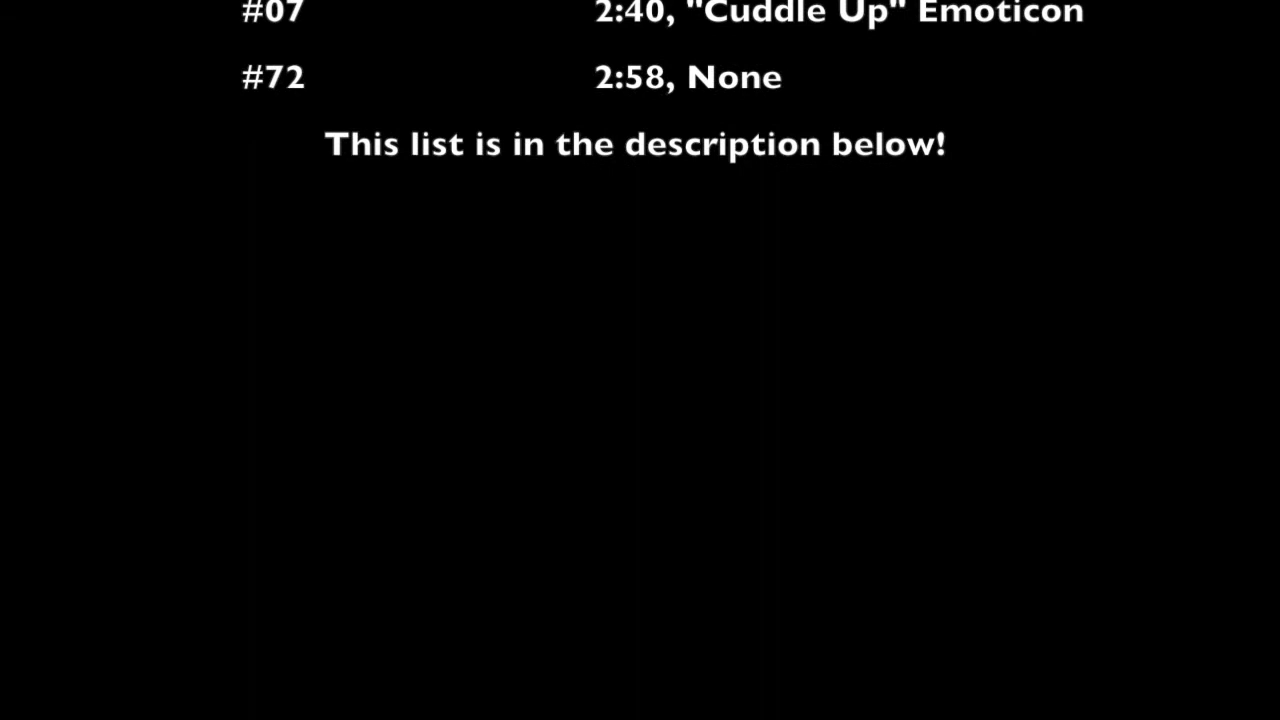 #07 2:40, "Cuddle Up" Emoticon
#72 2:58, None
This list is in the description below!